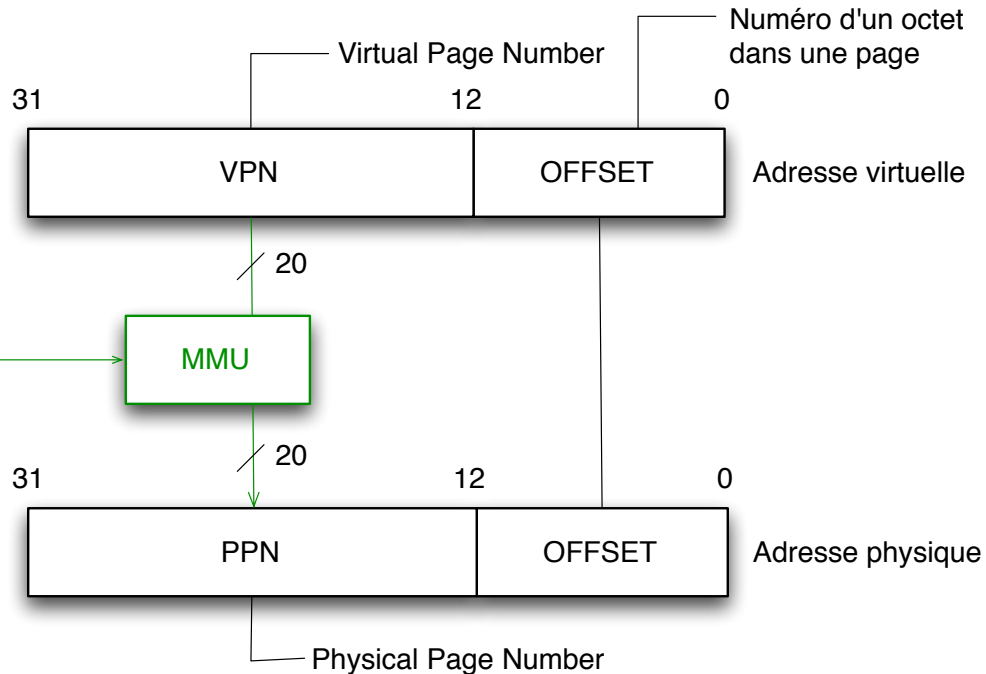 Numéro d'un octet
dans une page
Virtual Page Number
31
12
0
VPN
OFFSET
Adresse virtuelle
20
MMU
20
31
12
0
PPN
OFFSET
Adresse physique
Physical Page Number